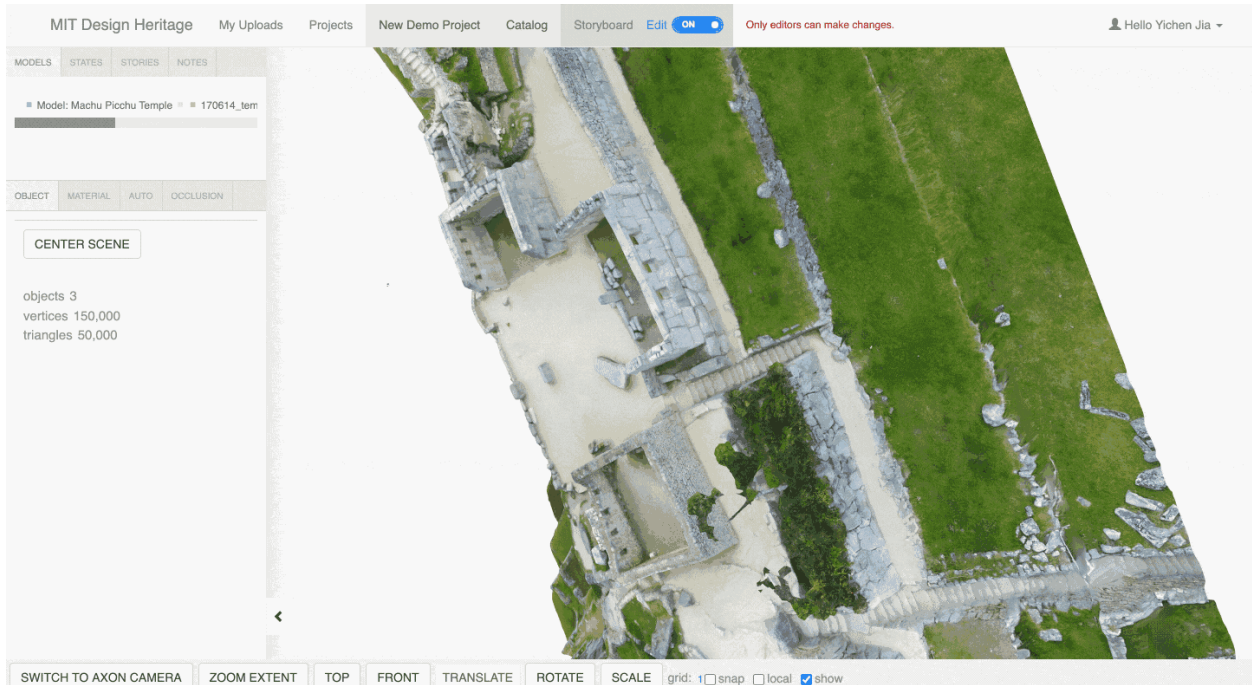 MIT Design Heritage My Uploads Projects New Demo Project Catalog Storyboard Edit ON Only editors can make changes. Hello Yichen Jia
MODELS STATES STORIES NOTES
Model: Machu Picchu Temple 170614_tem
OBJECT MATERIAL AUTO OCCLUSION
CENTER SCENE
objects 3
vertices 150,000
triangles 50,000
SWITCH TO AXON CAMERA ZOOM EXTENT TOP FRONT TRANSLATE ROTATE SCALE grid: 1 snap local show